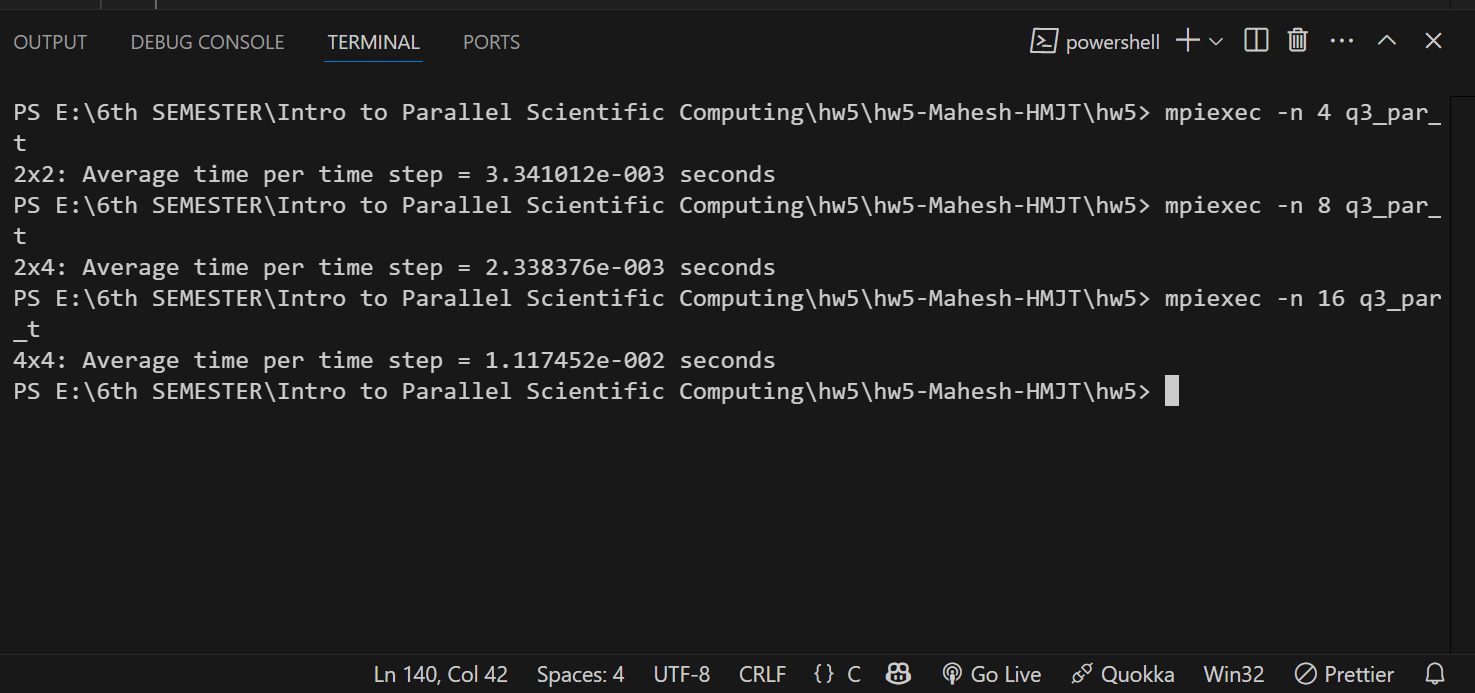 OUTPUT DEBUG CONSOLE TERMINAL PORTS powershell
PS E:\6th SEMESTER\Intro to Parallel Scientific Computing\hw5\hw5-Mahesh-HMJT\hw5> mpiexec -n 4 q3_par_
t
2x2: Average time per time step = 3.341012e-003 seconds
PS E:\6th SEMESTER\Intro to Parallel Scientific Computing\hw5\hw5-Mahesh-HMJT\hw5> mpiexec -n 8 q3_par_
t
2x4: Average time per time step = 2.338376e-003 seconds
PS E:\6th SEMESTER\Intro to Parallel Scientific Computing\hw5\hw5-Mahesh-HMJT\hw5> mpiexec -n 16 q3_par
_t
4x4: Average time per time step = 1.117452e-002 seconds
PS E:\6th SEMESTER\Intro to Parallel Scientific Computing\hw5\hw5-Mahesh-HMJT\hw5>
Ln 140, Col 42 Spaces: 4 UTF-8 CRLF {} C Go Live Quokka Win32 Prettier